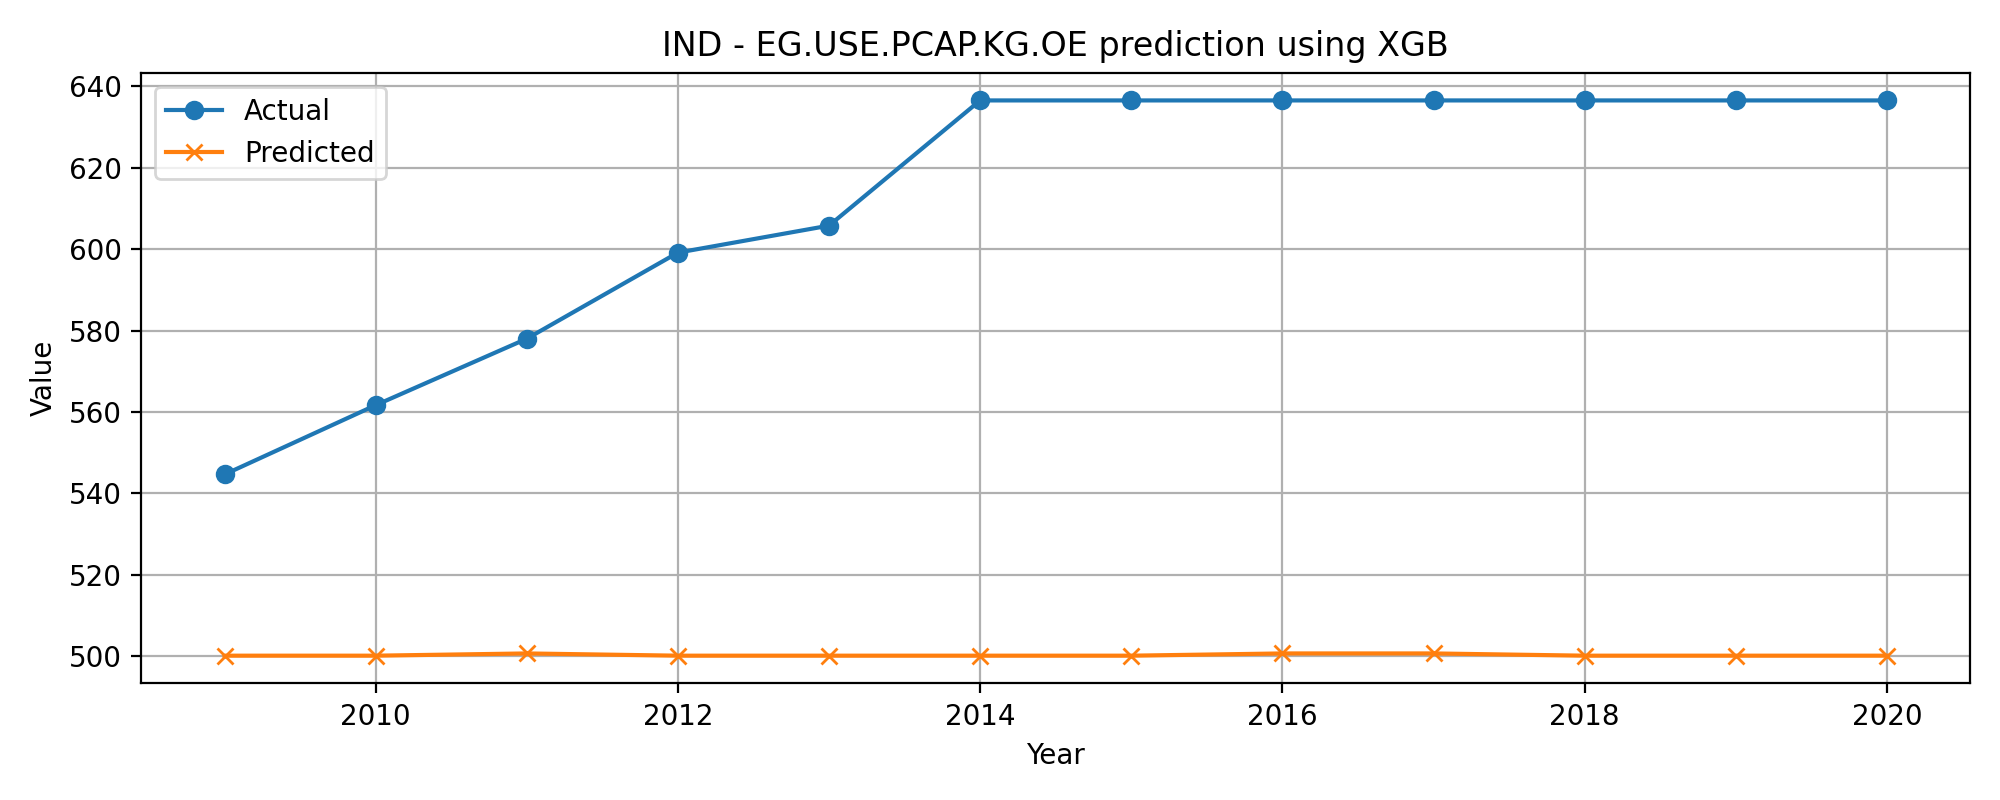 IND - EG.USE.PCAP.KG.OE prediction using XGB
Actual
Predicted
Value
640
620
600
580
560
540
520
500
2010 2012 2014 2016 2018 2020
Year